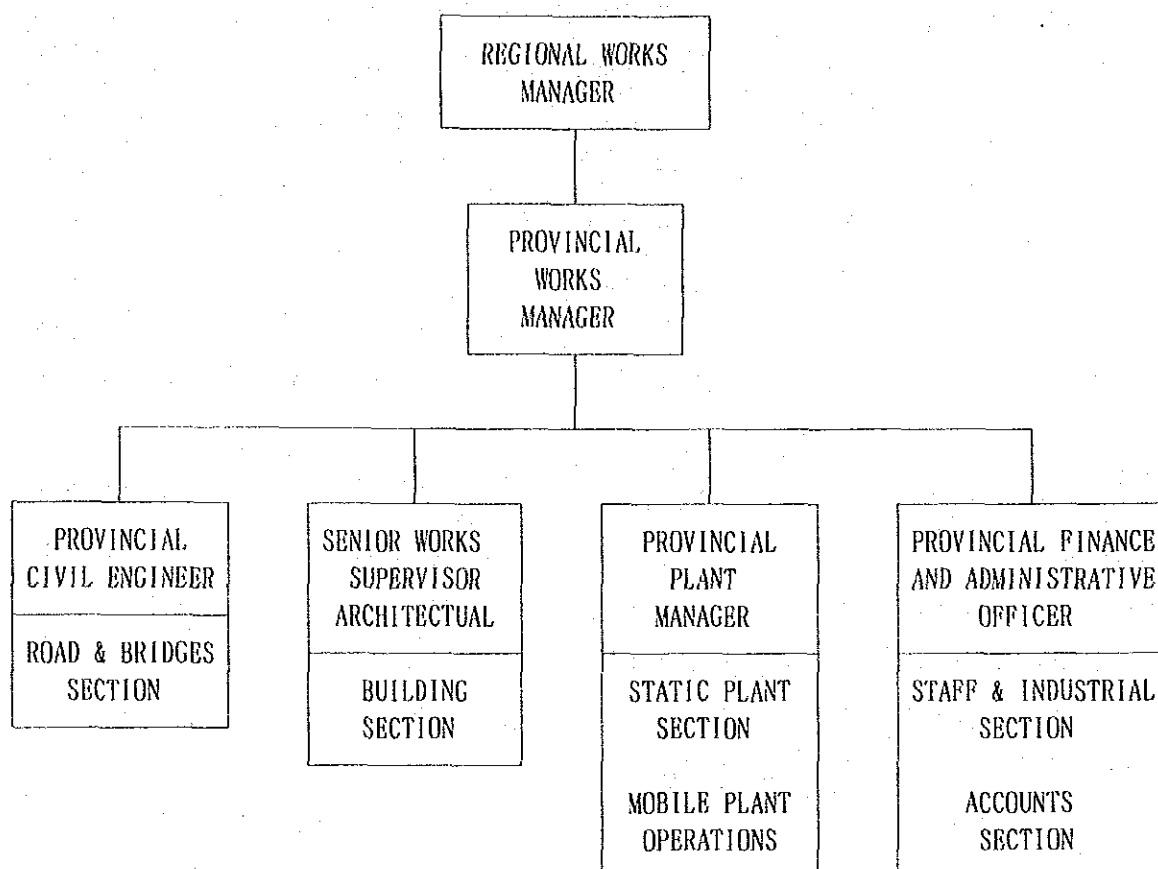 REGIONAL WORKS
MANAGER
PROVINCIAL
WORKS
MANAGER
PROVINCIAL
CIVIL ENGINEER
ROAD & BRIDGES
SECTION
SENIOR WORKS
SUPERVISOR
ARCHITECTUAL
BUILDING
SECTION
PROVINCIAL
PLANT
MANAGER
STATIC PLANT
SECTION
MOBILE PLANT
OPERATIONS
PROVINCIAL FINANCE
AND ADMINISTRATIVE
OFFICER
STAFF & INDUSTRIAL
SECTION
ACCOUNTS
SECTION